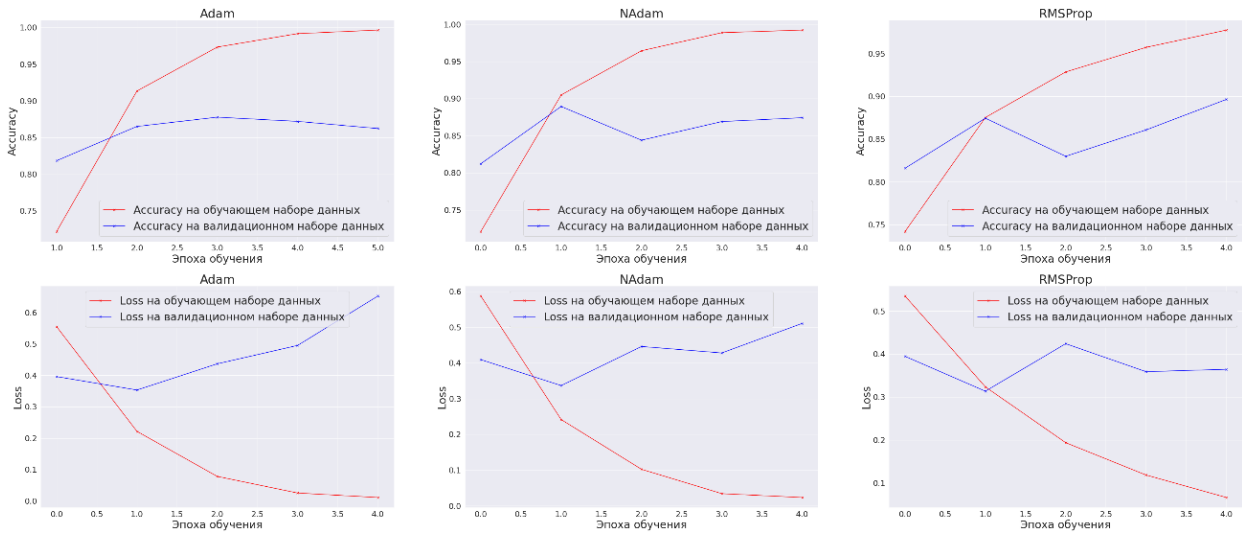 Adam
1.00
0.95
0.90
0.85
0.80
0.75
Accuracy
Accuracy на обучающем наборе данных
Accuracy на валидационном наборе данных
1.0 1.5 2.0 2.5 3.0 3.5 4.0 4.5 5.0
Эпоха обучения
NAdam
1.00
0.95
0.90
0.85
0.80
0.75
Accuracy
Accuracy на обучающем наборе данных
Accuracy на валидационном наборе данных
0.0 0.5 1.0 1.5 2.0 2.5 3.0 3.5 4.0
Эпоха обучения
RMSProp
0.95
0.90
0.85
0.80
0.75
Accuracy
Accuracy на обучающем наборе данных
Accuracy на валидационном наборе данных
0.0 0.5 1.0 1.5 2.0 2.5 3.0 3.5 4.0
Эпоха обучения
Adam
Loss на обучающем наборе данных
Loss на валидационном наборе данных
0.6
0.5
0.4
0.3
0.2
0.1
0.0
Loss
0.0 0.5 1.0 1.5 2.0 2.5 3.0 3.5 4.0
Эпоха обучения
NAdam
Loss на обучающем наборе данных
Loss на валидационном наборе данных
0.6
0.5
0.4
0.3
0.2
0.1
0.0
Loss
0.0 0.5 1.0 1.5 2.0 2.5 3.0 3.5 4.0
Эпоха обучения
RMSProp
Loss на обучающем наборе данных
Loss на валидационном наборе данных
0.5
0.4
0.3
0.2
0.1
Loss
0.0 0.5 1.0 1.5 2.0 2.5 3.0 3.5 4.0
Эпоха обучения